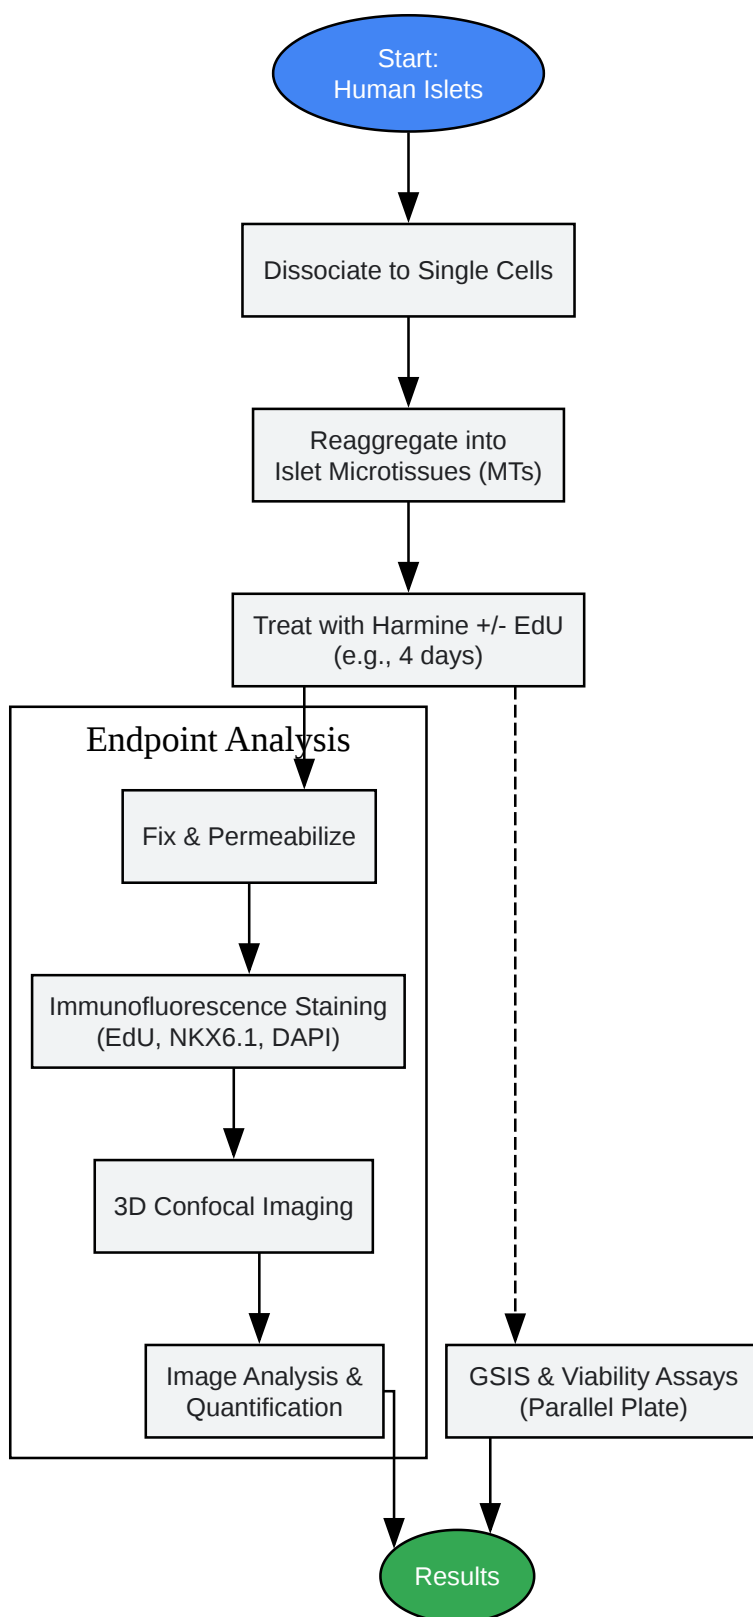 Start:
Human Islets
Dissociate to Single Cells
Reaggregate into
Islet Microtissues (MTs)
Treat with Harmine +/- EdU
(e.g., 4 days)
Endpoint Analysis
Fix & Permeabilize
Immunofluorescence Staining
(EdU, NKX6.1, DAPI)
3D Confocal Imaging
Image Analysis &
Quantification
GSIS & Viability Assays
(Parallel Plate)
Results